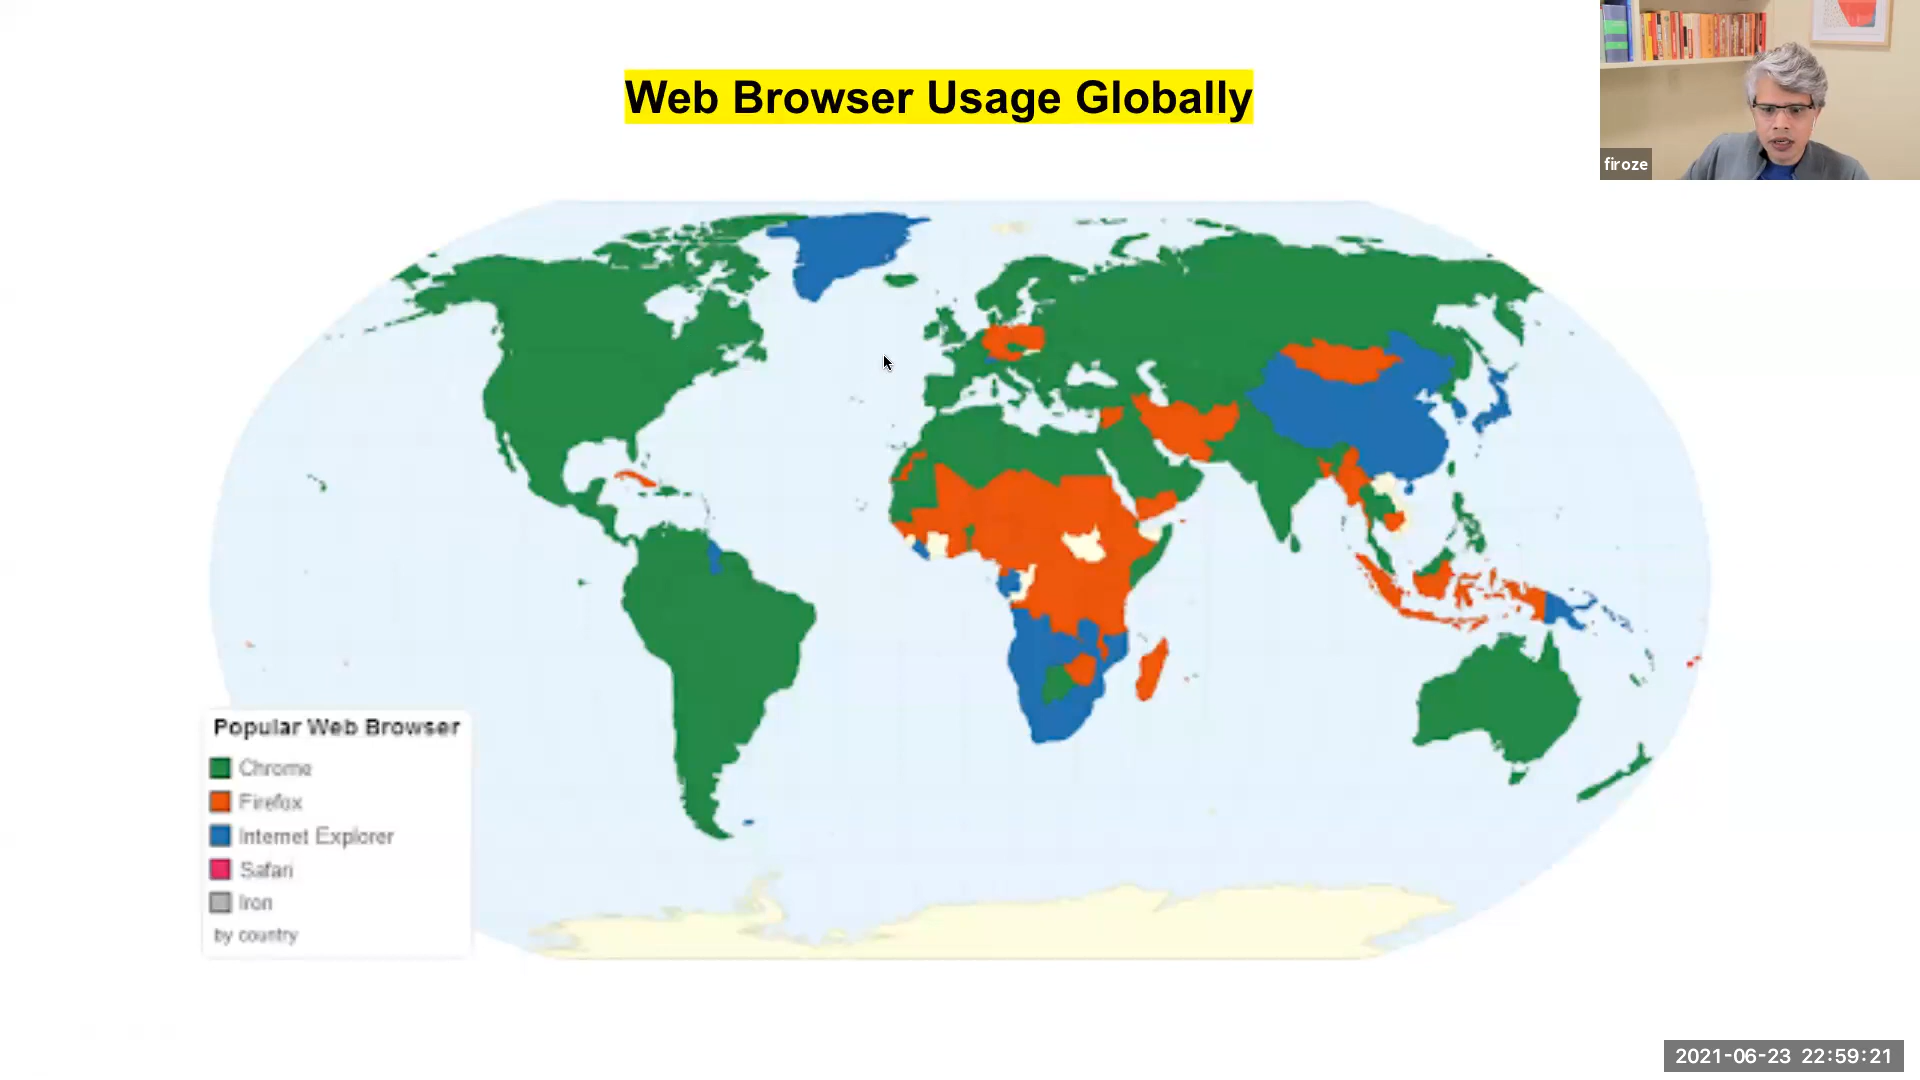 Web Browser Usage Globally
firoze
Popular Web Browser
Chrome
Firefox
Internet Explorer
Safari
Iron
by country
2021-06-23 22:59:21